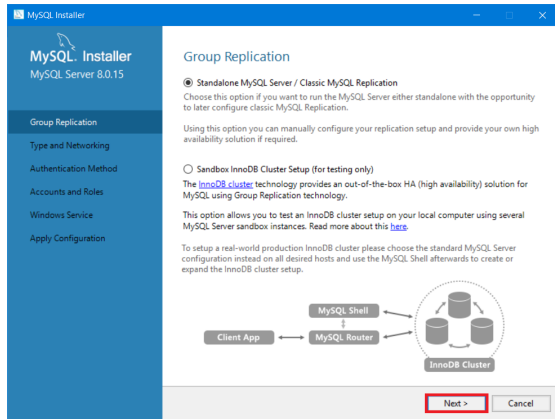 MySQL Installer
MySQL. Installer
MySQL Server 8.0.15
Group Replication
Type and Networking
Authentication Method
Accounts and Roles
Windows Service
Apply Configuration
Group Replication
Standalone MySQL Server / Classic MySQL Replication
Choose this option if you want to run the MySQL Server either standalone with the opportunity
to later configure classic MySQL Replication.
Using this option you can manually configure your replication setup and provide your own high
availability solution if required.
Sandbox InnoDB Cluster Setup (for testing only)
The InnoDB cluster technology provides an out-of-the-box HA (high availability) solution for
MySQL using Group Replication technology.
This option allows you to test an InnoDB cluster setup on your local computer using several
MySQL Server sandbox instances. Read more about this here.
To setup a real-world production InnoDB cluster please choose the standard MySQL Server
configuration instead on all desired hosts and use the MySQL Shell afterwards to create or
expand the InnoDB cluster setup.
MySQL Shell
Client App
MySQL Router
InnoDB Cluster
Next >
Cancel